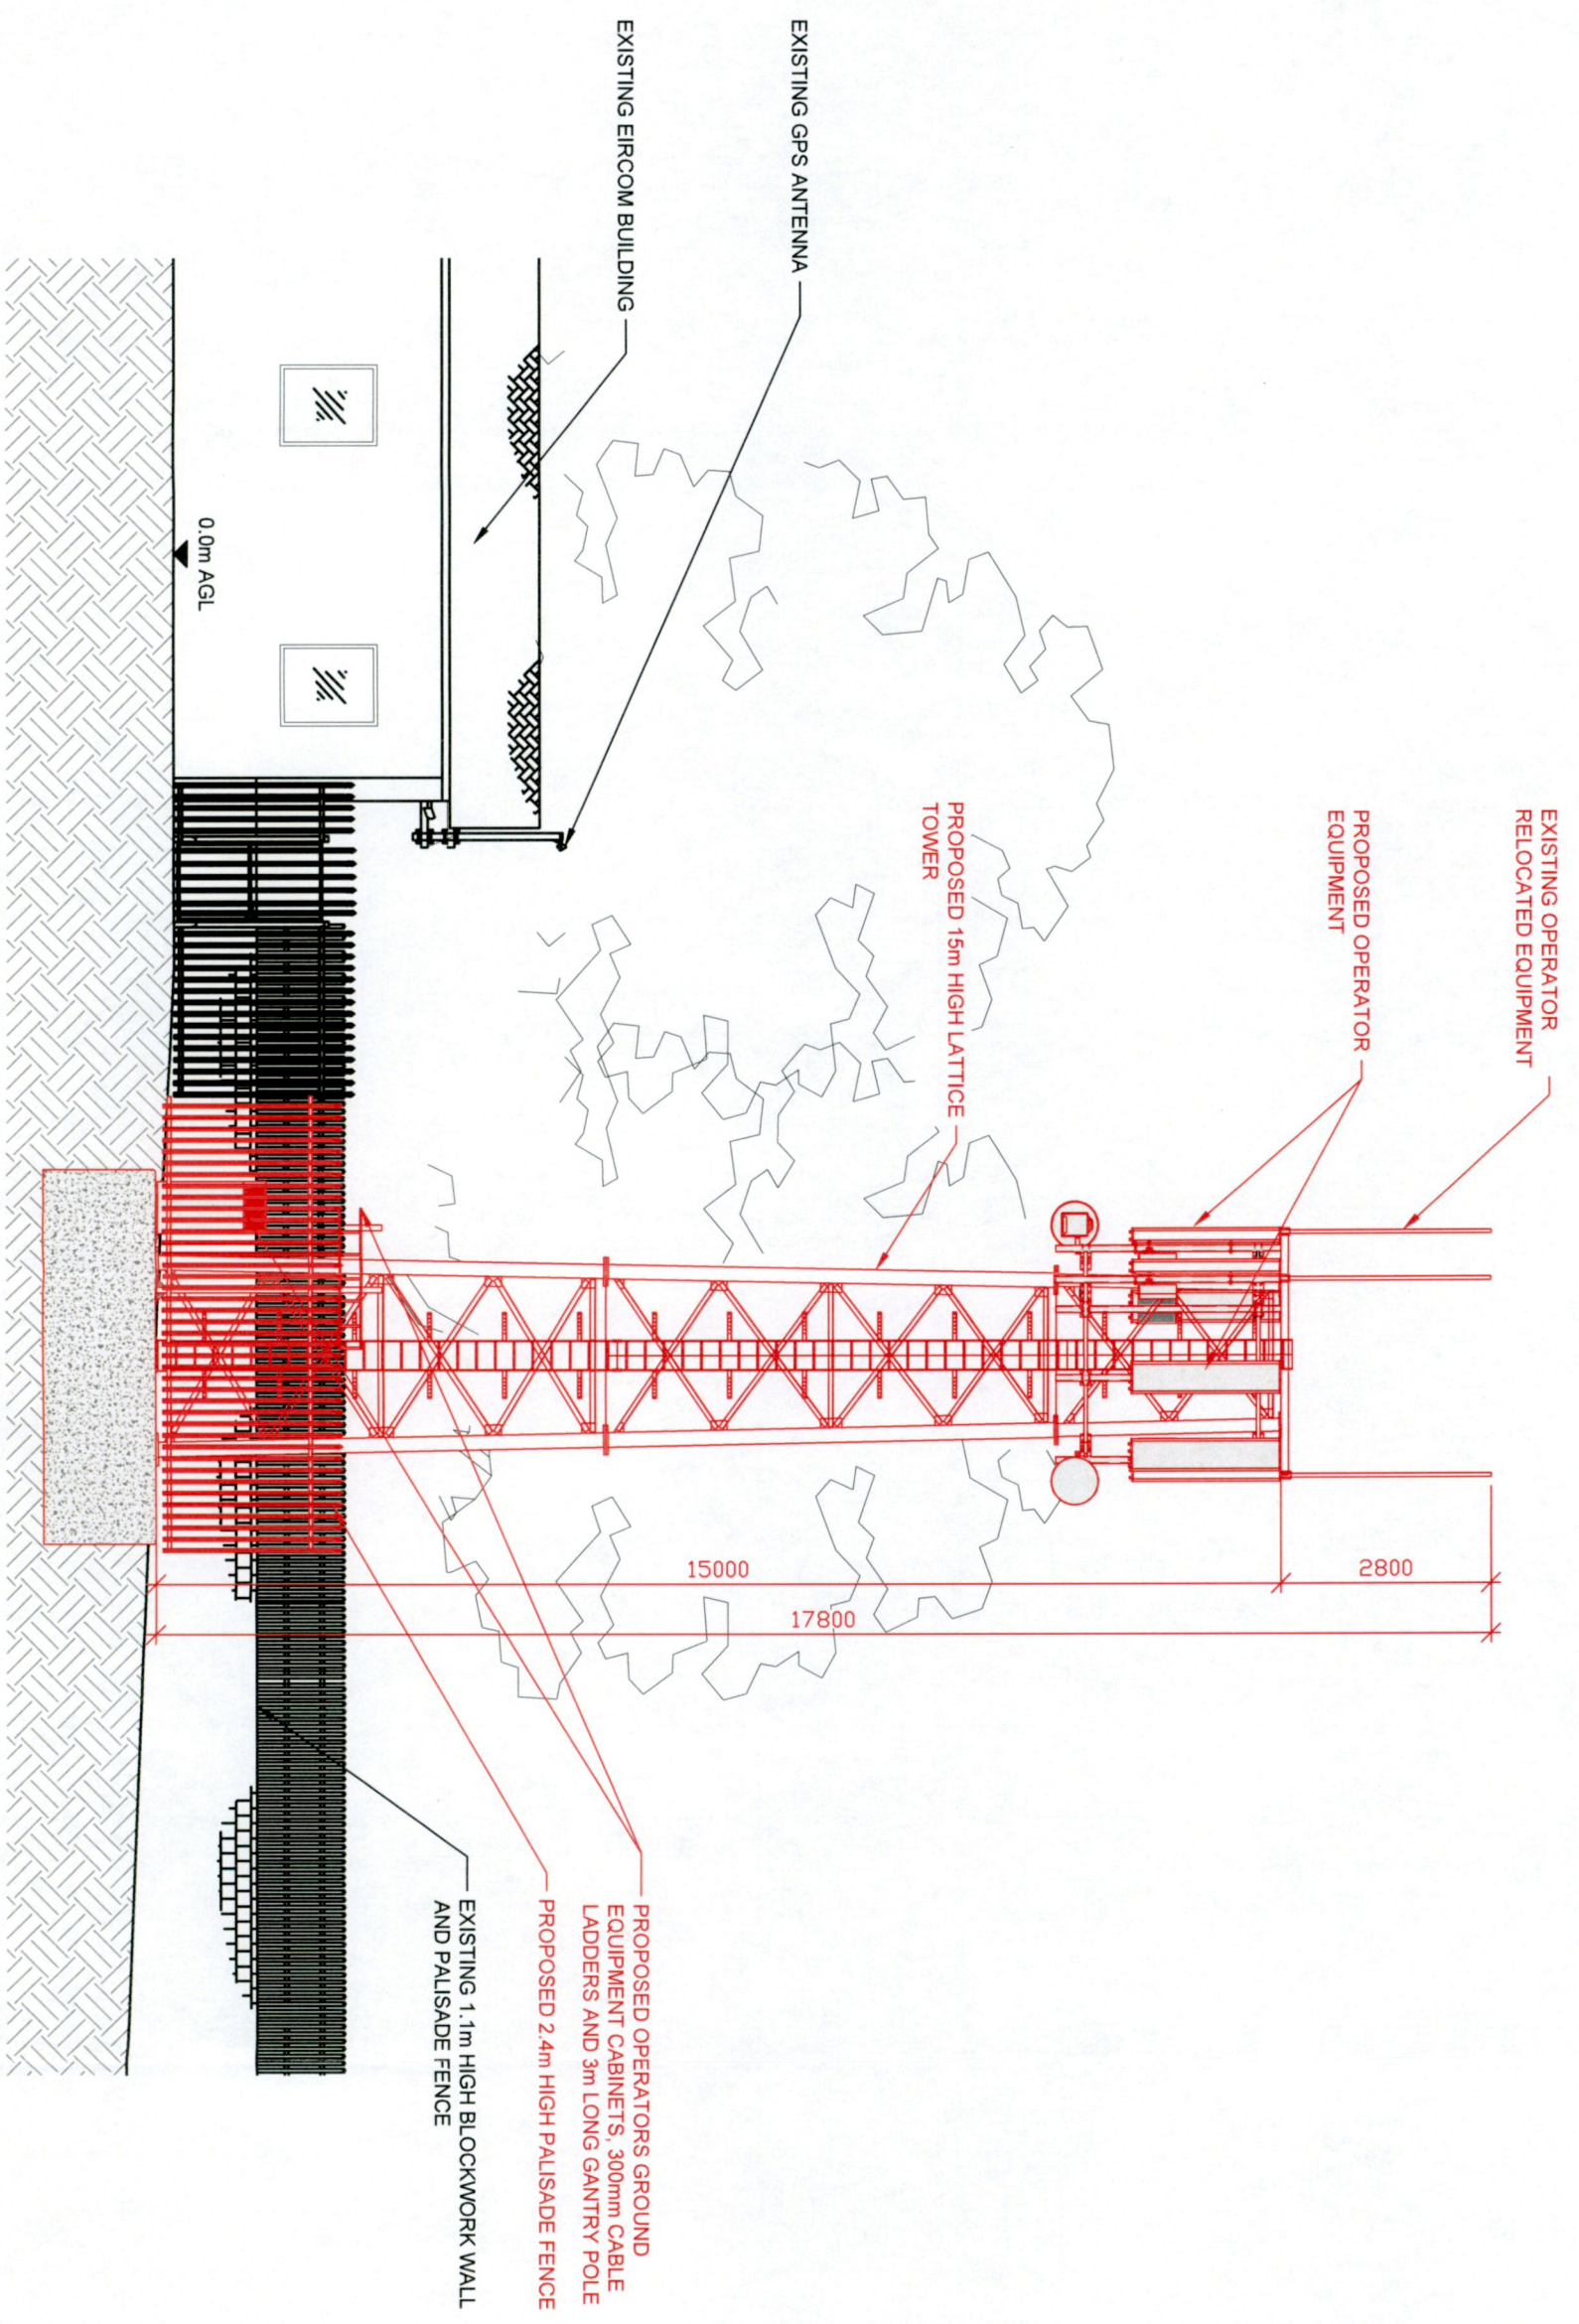 EXISTING OPERATOR
RELOCATED EQUIPMENT
PROPOSED OPERATOR
EQUIPMENT
PROPOSED 15m HIGH LATTICE
TOWER
EXISTING GPS ANTENNA
EXISTING EIRCOM BUILDING
0.0m AGL
2800
15000
17800
PROPOSED OPERATORS GROUND
EQUIPMENT CABINETS, 300mm CABLE
LADDERS AND 3m LONG GANTRY POLE
PROPOSED 2.4m HIGH PALISADE FENCE
EXISTING 1.1m HIGH BLOCKWORK WALL
AND PALISADE FENCE